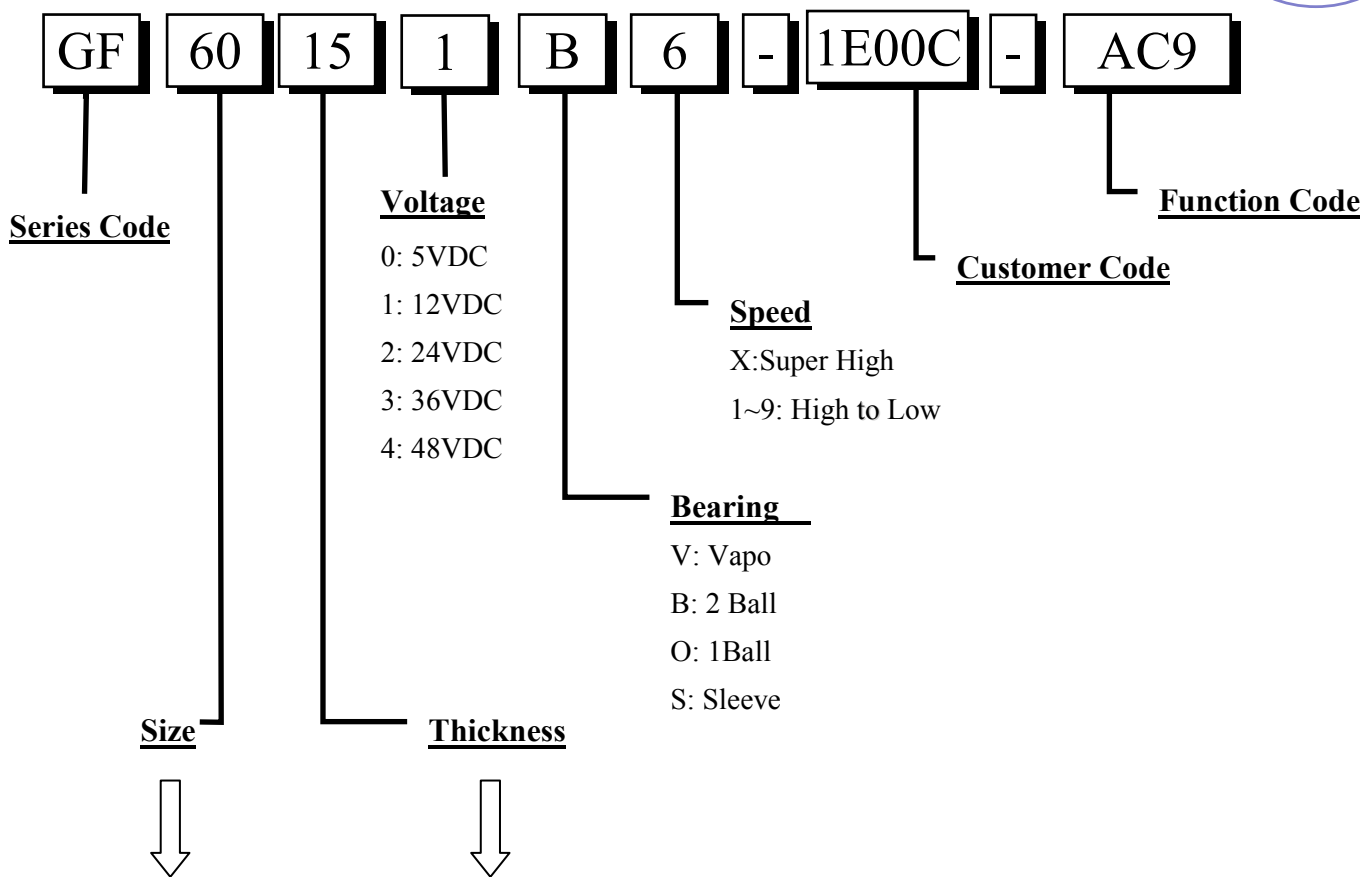 GF 60 15 1 B 6 - 1E00C - AC9
Series Code
Voltage
0: 5VDC
1: 12VDC
2: 24VDC
3: 36VDC
4: 48VDC
Function Code
Customer Code
Speed
X:Super High
1~9: High to Low
Bearing
V: Vapo
B: 2 Ball
O: 1Ball
S: Sleeve
Size
Thickness